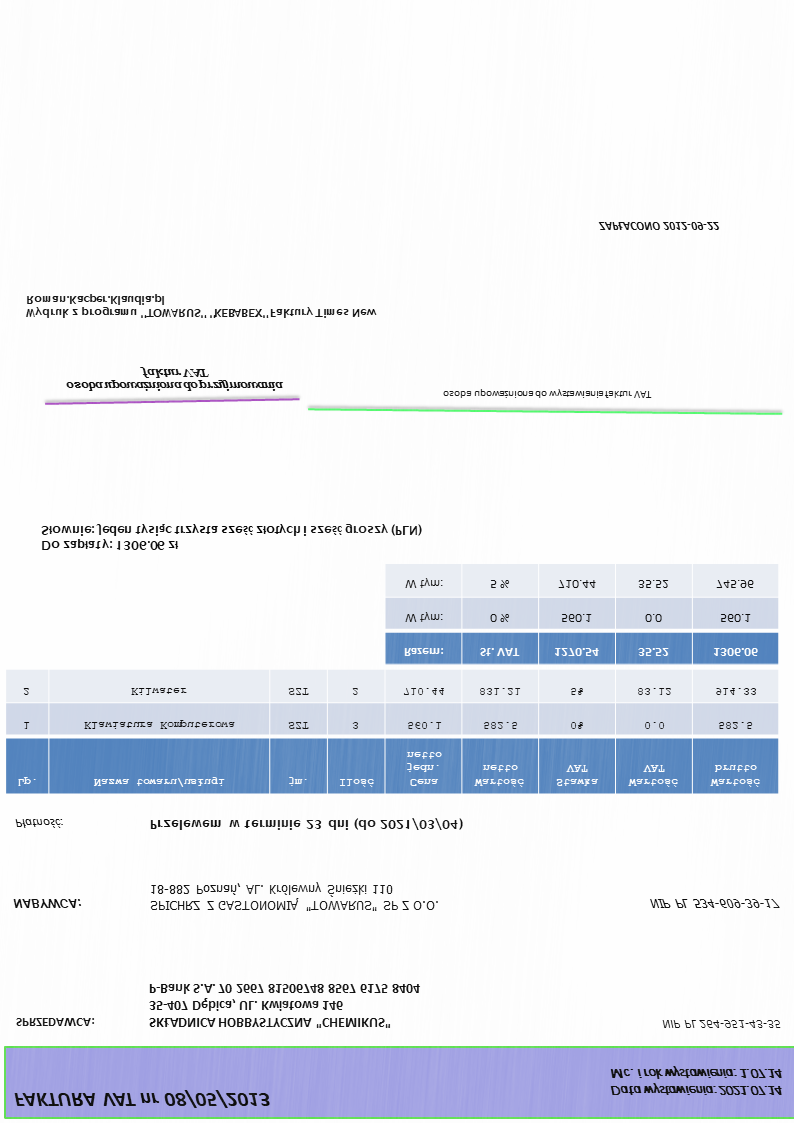 FAKTURA VAT nr 08/05/2013
Data wystawienia: 2021.07.14
Mc. i rok wystawienia: 1.07.14
SPRZEDAWCA:
SKŁADNICA HOBBYSTYCZNA "CHEMIKUS"
NIP PL 264-951-43-35
35-407 Dębica, UL. Kwiatowa 146
P-Bank S.A. 70 2667 81506748 8567 6175 8404
NABYWCA:
SPICHRZ Z GASTONOMIĄ "TOWARUS" SP Z O.O.
NIP PL 534-609-39-17
18-882 Poznań, AL. Królewny Śnieżki 110
Płatność:
Przelewem w terminie 23 dni (do 2021/03/04)
Lp. Nazwa towaru/usługi jm. Ilość Cena jedn. netto Wartość netto Stawka VAT Wartość VAT Wartość brutto
1 Klawiatura Komputerowa SZT 3 560.1 582.5 0% 0.0 582.5
2 Kilwater SZT 2 710.44 831.21 5% 83.12 914.33
Razem: St. VAT 1270.54 35.52 1306.06
W tym: 0 % 560.1 0.0 560.1
W tym: 5 % 710.44 35.52 745.96
Do zapłaty: 1306.06 zł
Słownie: jeden tysiąc trzysta sześć złotych i sześć groszy (PLN)
osoba upoważniona do przyjmowania
faktur VAT
osoba upoważniona do wystawiania faktur VAT
Wydruk z programu "TOWARUS" "KEBABEX" Faktury Times New
Roman.Kacper.Klaudia.pl
ZAPŁACONO 2012-09-22